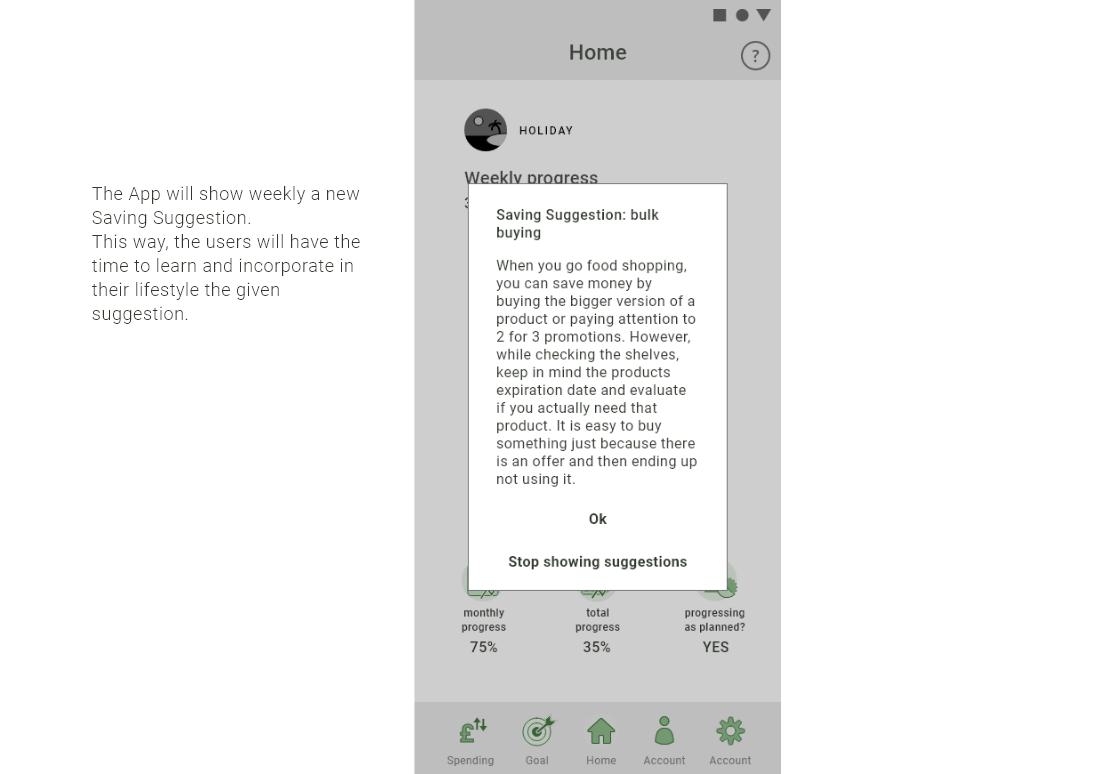 Home
?
HOLIDAY
Weekly progress
3
The App will show weekly a new
Saving Suggestion.
This way, the users will have the
time to learn and incorporate in
their lifestyle the given
suggestion.
Saving Suggestion: bulk
buying
When you go food shopping,
you can save money by
buying the bigger version of a
product or paying attention to
2 for 3 promotions. However,
while checking the shelves,
keep in mind the products
expiration date and evaluate
if you actually need that
product. It is easy to buy
something just because there
is an offer and then ending up
not using it.
Ok
Stop showing suggestions
monthly
progress
75%
total
progress
35%
progressing
as planned?
YES
Spending
Goal
Home
Account
Account